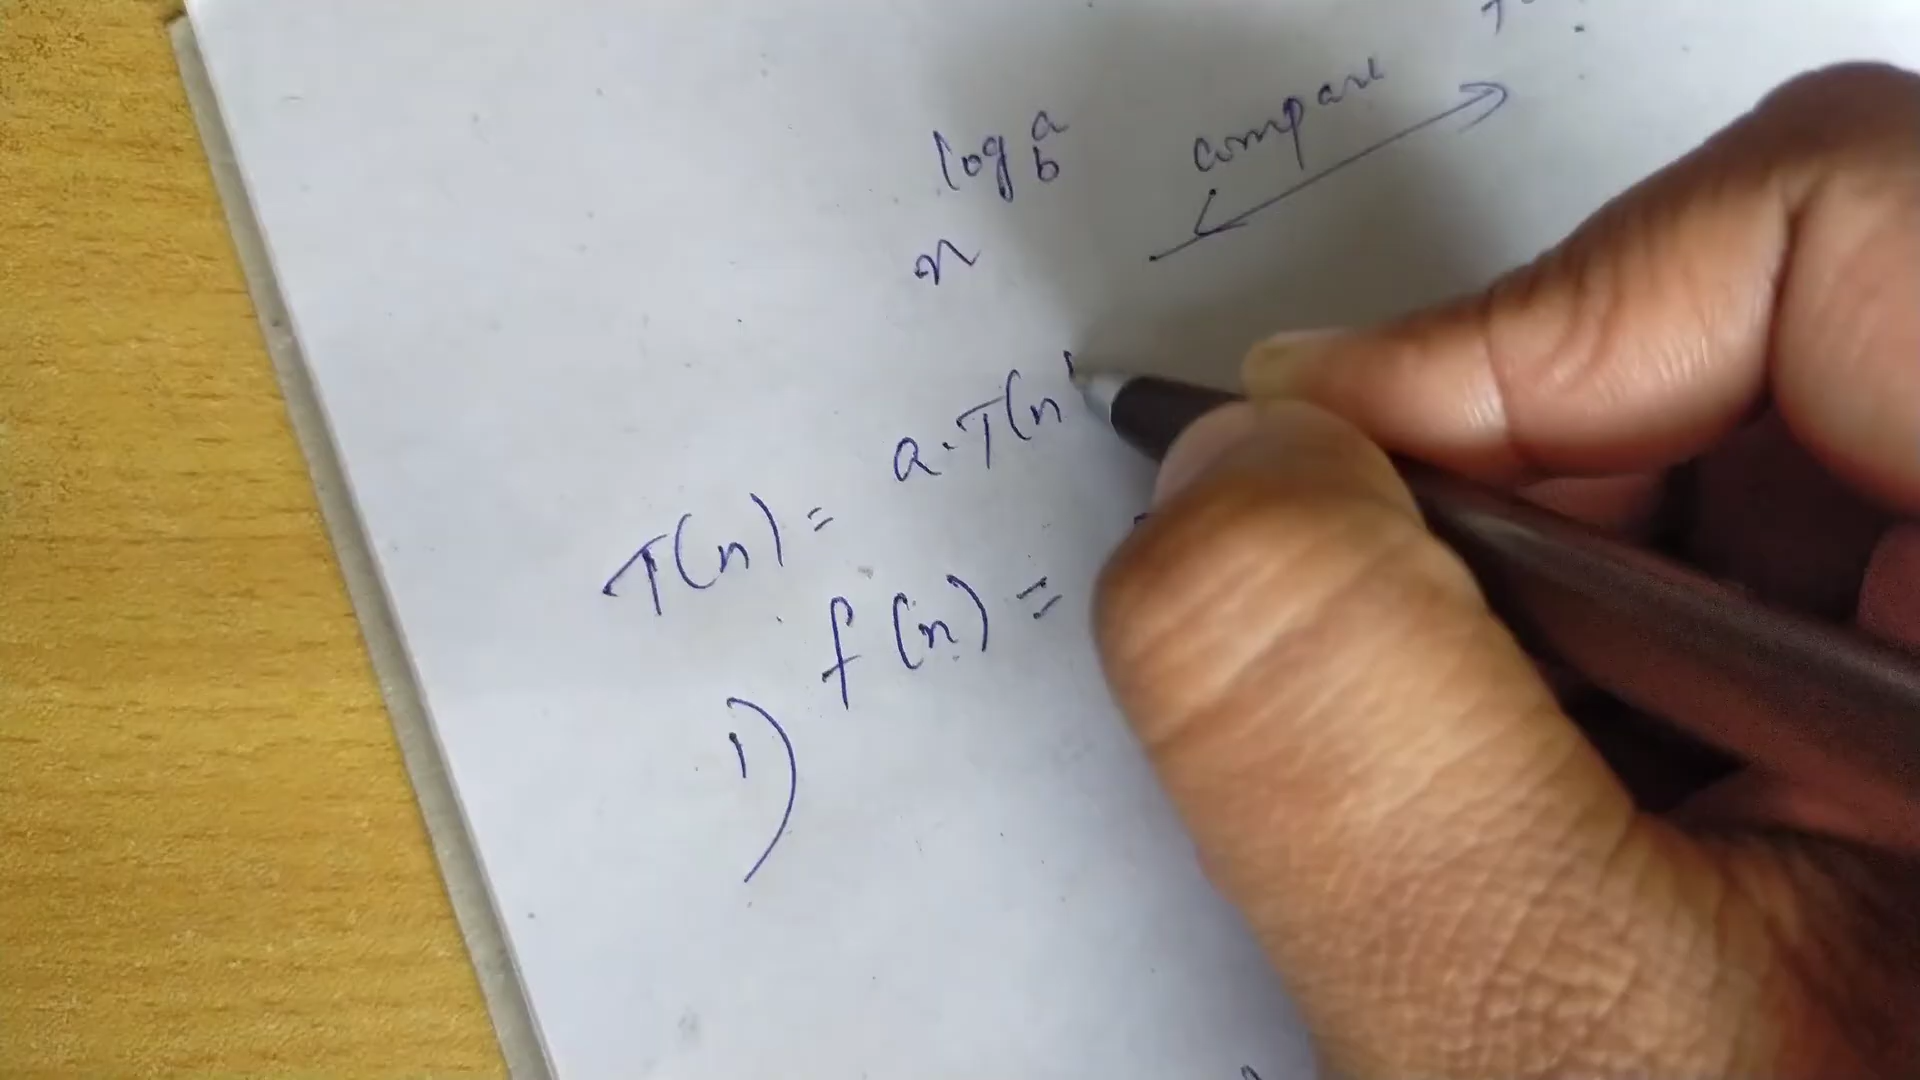 log a
b
compare
n
T(n) = a.T(n
f(n) =
1)